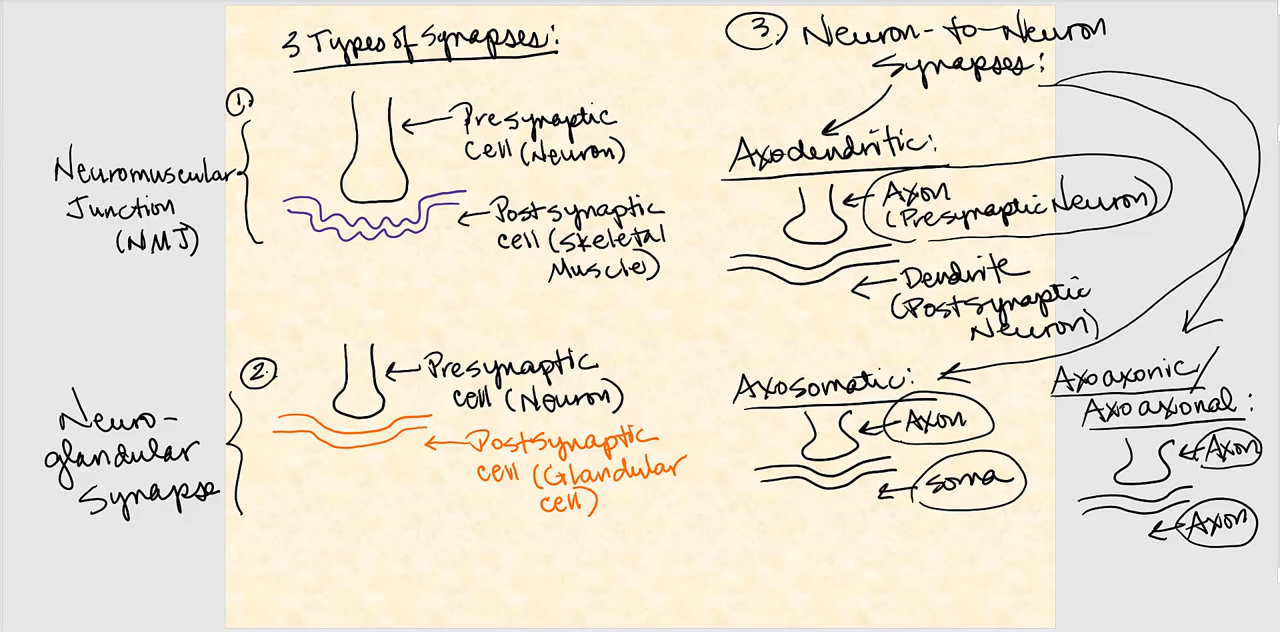 3 Types of Synapses:
1.
Neuromuscular
Junction
(NMJ)
Presynaptic
cell (Neuron)
Postsynaptic
cell (Skeletal
Muscle)
2.
Neuro-
glandular
Synapse
Presynaptic
cell (Neuron)
Postsynaptic
cell (Glandular
cell)
3. Neuron-to-Neuron
Synapses:
Axodendritic:
Axon
(Presynaptic Neuron)
Dendrite
(Postsynaptic
Neuron)
Axosomatic:
Axon
Soma
Axoaxonic/
Axoaxional:
Axon
Axon